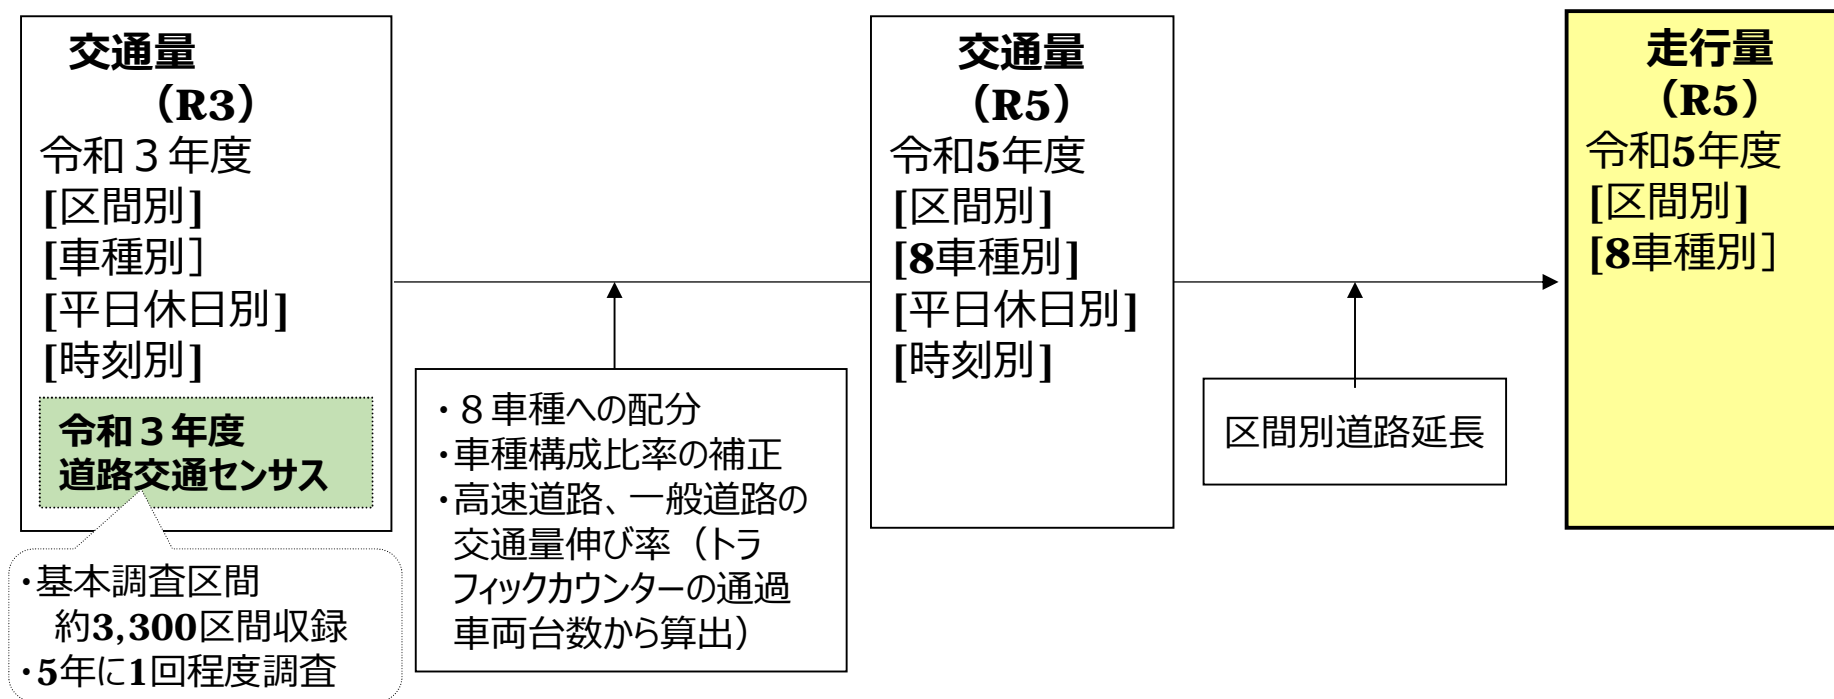 交通量
（R3）
令和３年度
[区間別]
[車種別］
[平日休日別]
[時刻別]
令和３年度
道路交通センサス
・基本調査区間
約3,300区間収録
・5年に1回程度調査
・８車種への配分
・車種構成比率の補正
・高速道路、一般道路の
交通量伸び率（トラ
フィックカウンターの通過
車両台数から算出）
交通量
（R5）
令和5年度
[区間別]
[8車種別]
[平日休日別]
[時刻別]
区間別道路延長
走行量
（R5）
令和5年度
[区間別]
[8車種別］